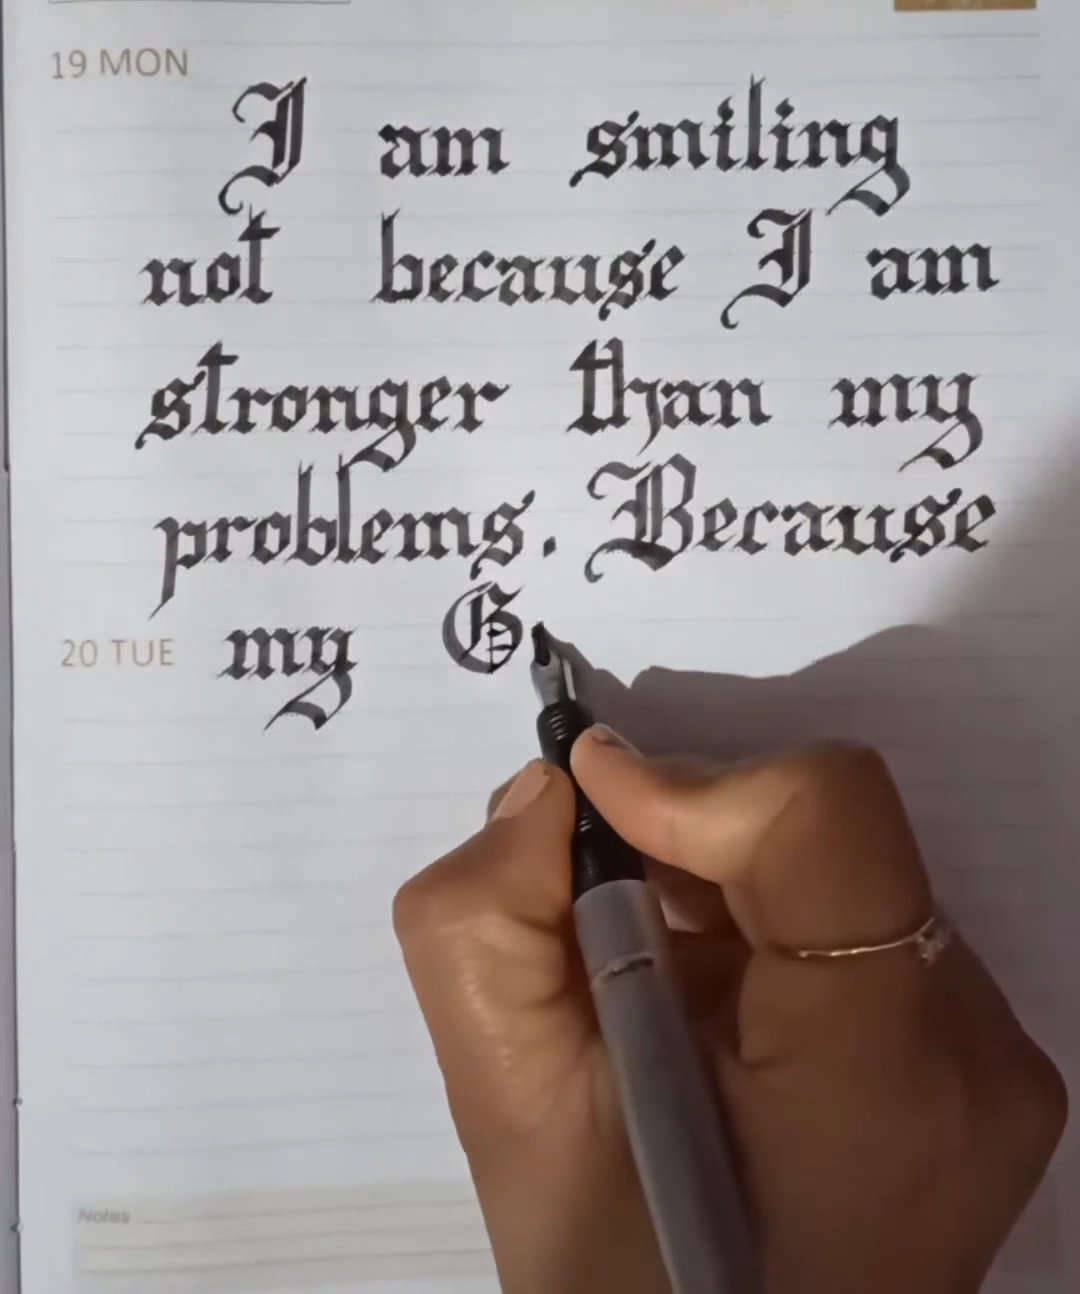 19 MON
I am smiling
not because I am
stronger than my
problems. Because
20 TUE my G
Notes